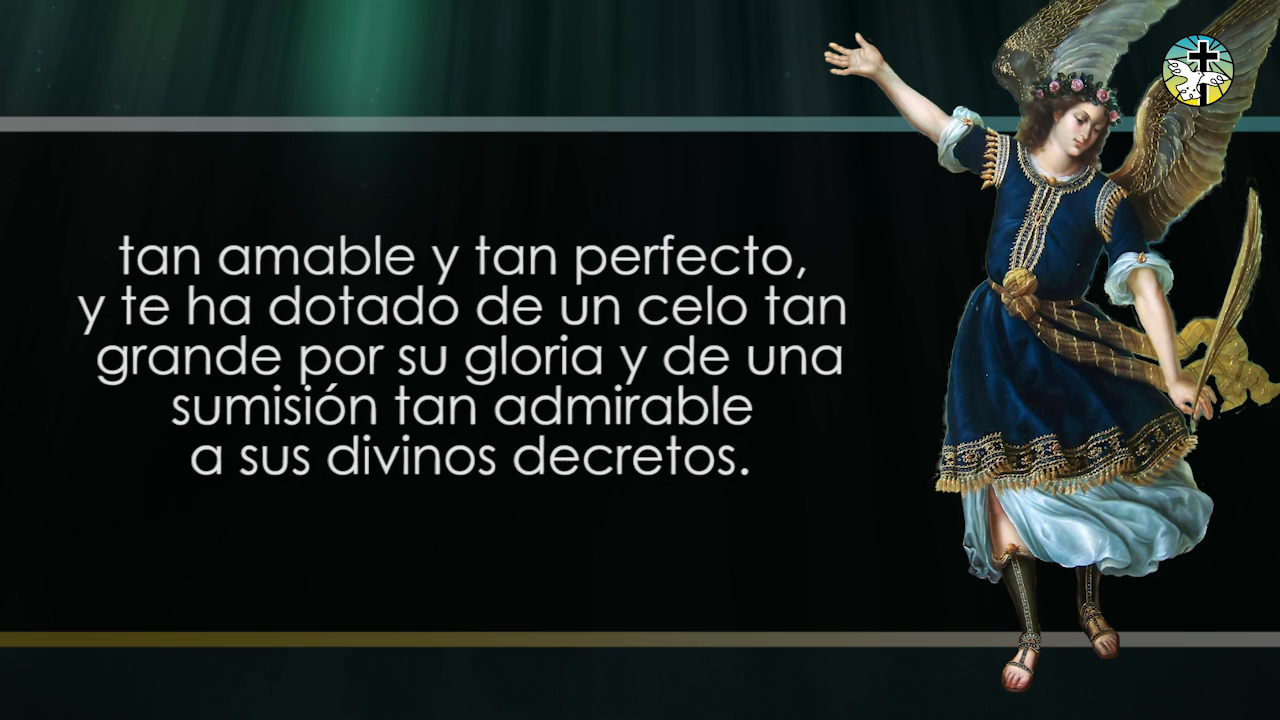 tan amable y tan perfecto,
y te ha dotado de un celo tan
grande por su gloria y de una
sumisión tan admirable
a sus divinos decretos.